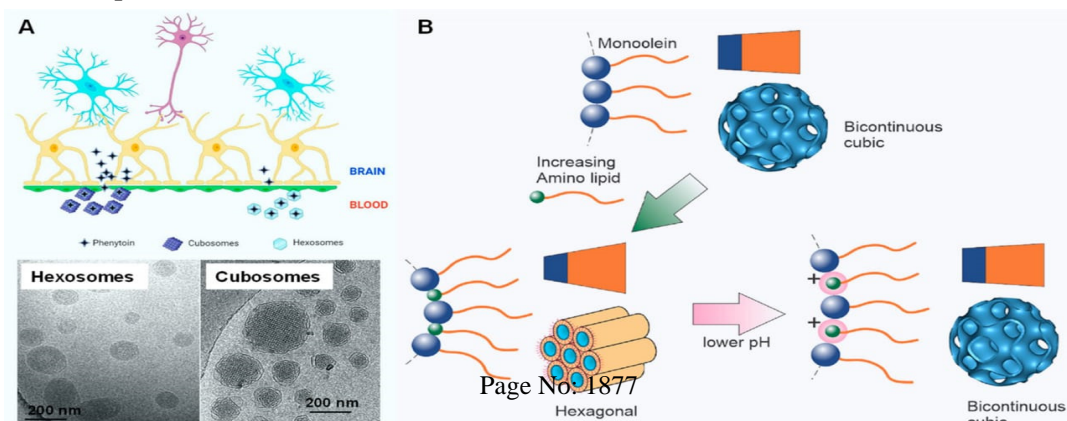 A
BRAIN
BLOOD
Phenytoin
Cubosomes
Hexosomes
Hexosomes
Cubosomes
200 nm
200 nm
B
Monoolein
Bicontinuous
cubic
Increasing
Amino lipid
+
+
lower pH
Page No: 1877
Hexagonal
Bicontinuous
cubic